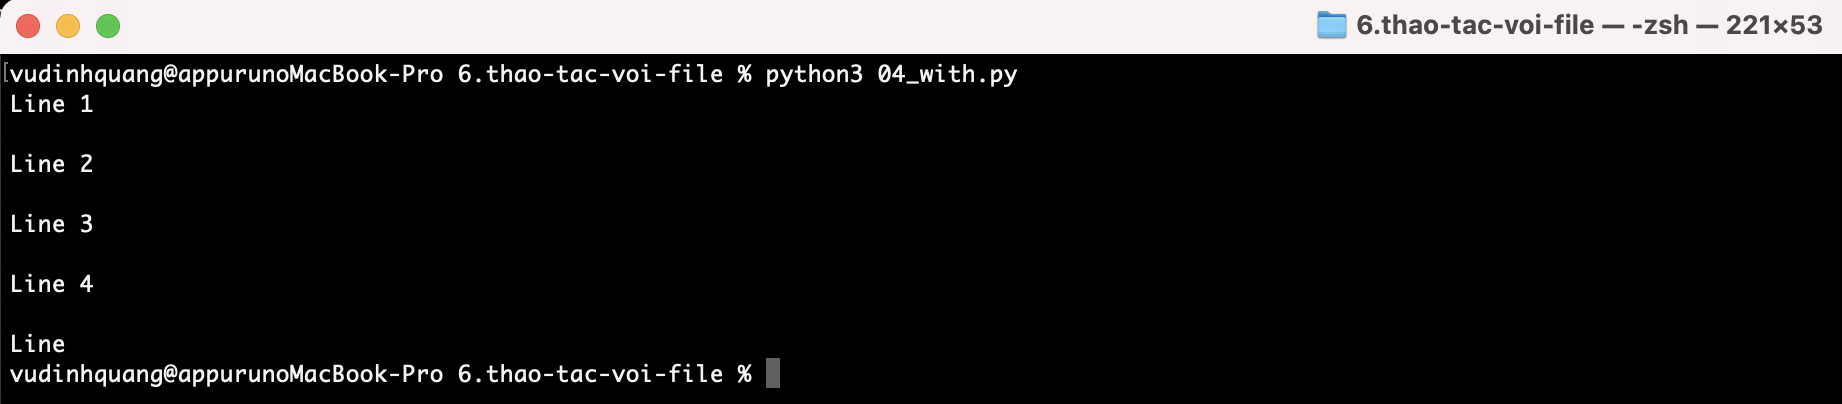 6.thao-tac-voi-file — -zsh — 221×53
[vudinhquang@appurunoMacBook-Pro 6.thao-tac-voi-file % python3 04_with.py
Line 1
Line 2
Line 3
Line 4
Line
vudinhquang@appurunoMacBook-Pro 6.thao-tac-voi-file %